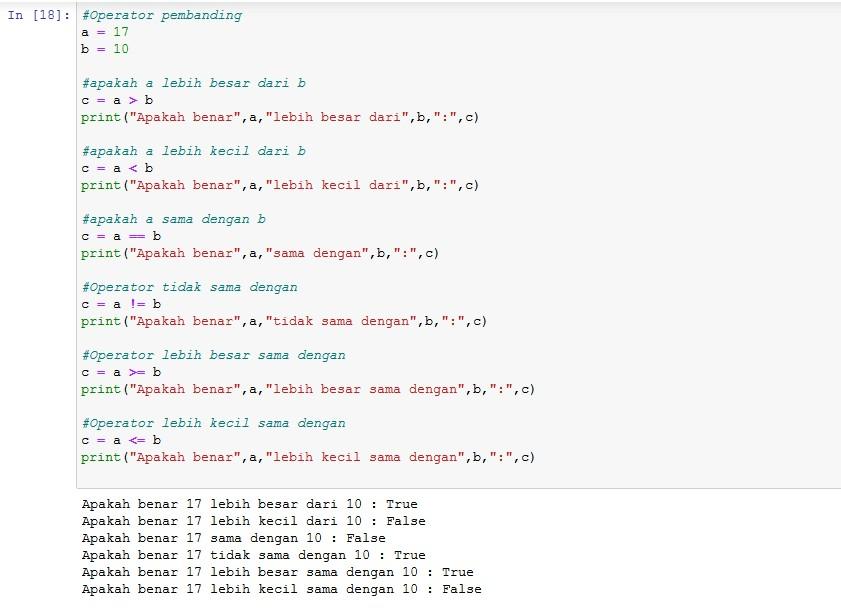 In [18]: #Operator pembanding
a = 17
b = 10
#apakah a lebih besar dari b
c = a > b
print("Apakah benar",a,"lebih besar dari",b,":",c)
#apakah a lebih kecil dari b
c = a < b
print("Apakah benar",a,"lebih kecil dari",b,":",c)
#apakah a sama dengan b
c = a == b
print("Apakah benar",a,"sama dengan",b,":",c)
#Operator tidak sama dengan
c = a != b
print("Apakah benar",a,"tidak sama dengan",b,":",c)
#Operator lebih besar sama dengan
c = a >= b
print("Apakah benar",a,"lebih besar sama dengan",b,":",c)
#Operator lebih kecil sama dengan
c = a <= b
print("Apakah benar",a,"lebih kecil sama dengan",b,":",c)
Apakah benar 17 lebih besar dari 10 : True
Apakah benar 17 lebih kecil dari 10 : False
Apakah benar 17 sama dengan 10 : False
Apakah benar 17 tidak sama dengan 10 : True
Apakah benar 17 lebih besar sama dengan 10 : True
Apakah benar 17 lebih kecil sama dengan 10 : False